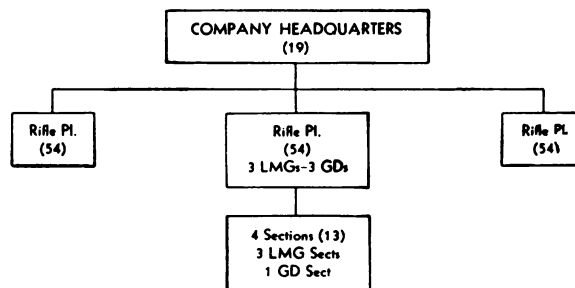 COMPANY HEADQUARTERS
(19)
Rifle Pl.
(54)
Rifle Pl.
(54)
3 LMGs-3 GDs
Rifle PL
(54)
4 Sections (13)
3 LMG Sects
1 GD Sect